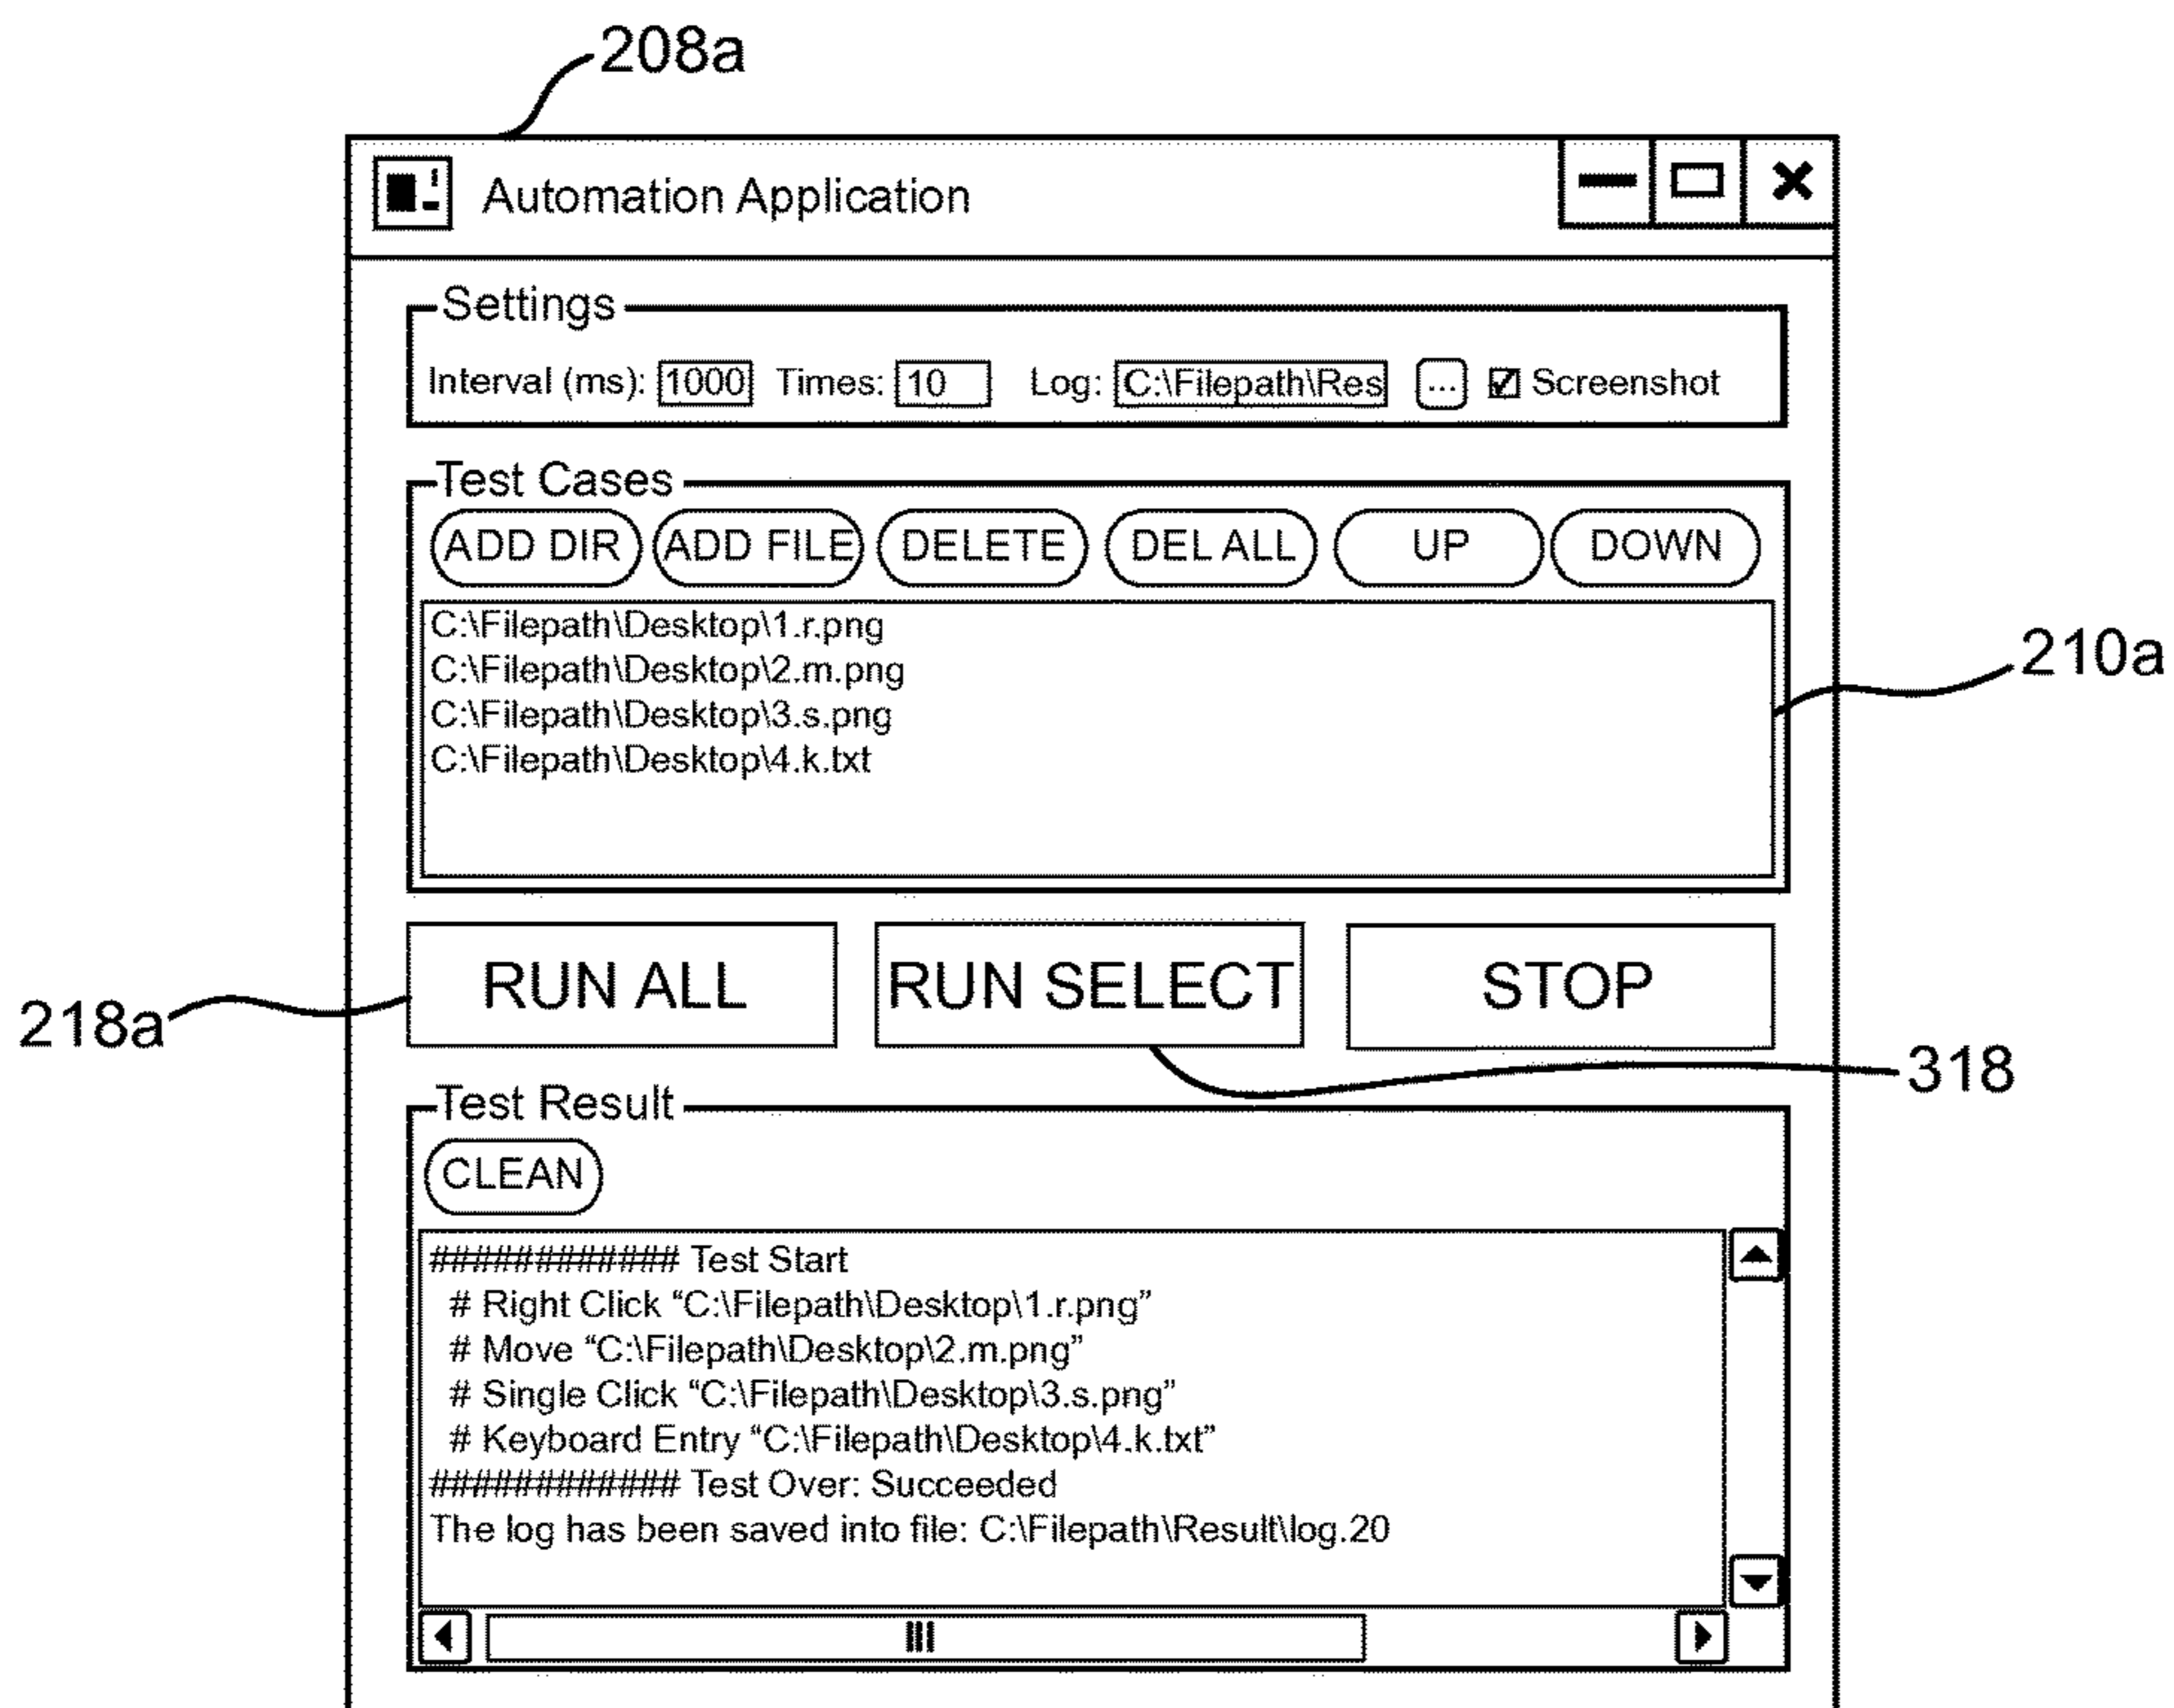 208a
Automation Application
Settings
Interval (ms): 1000 Times: 10 Log: C:\Filepath\Res ... Screenshot
Test Cases
ADD DIR ADD FILE DELETE DEL ALL UP DOWN
C:\Filepath\Desktop\1.r.png
C:\Filepath\Desktop\2.m.png
C:\Filepath\Desktop\3.s.png
C:\Filepath\Desktop\4.k.txt
210a
RUN ALL RUN SELECT STOP
218a
318
Test Result
CLEAN
############ Test Start
# Right Click “C:\Filepath\Desktop\1.r.png”
# Move “C:\Filepath\Desktop\2.m.png”
# Single Click “C:\Filepath\Desktop\3.s.png”
# Keyboard Entry “C:\Filepath\Desktop\4.k.txt”
############ Test Over: Succeeded
The log has been saved into file: C:\Filepath\Result\log.20